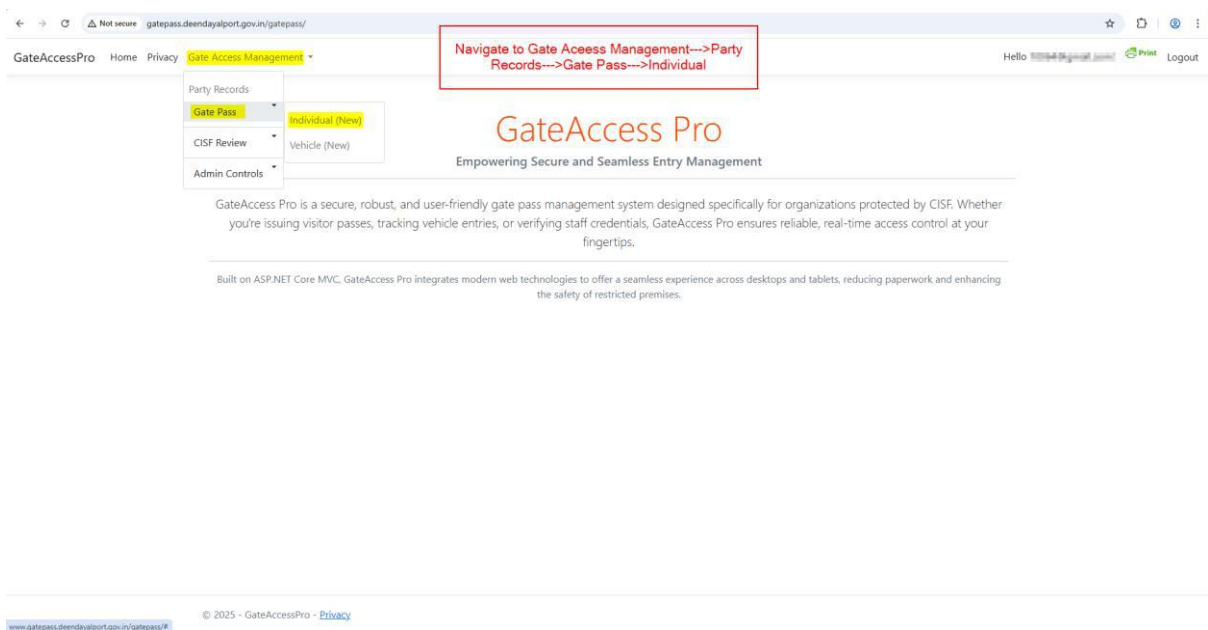 Not secure gatepass.deendayalport.gov.in/gatepass/
GateAccessPro Home Privacy Gate Access Management
Navigate to Gate Aceess Management--->Party
Records--->Gate Pass--->Individual
Hello
Print
Logout
Party Records
Gate Pass
Individual (New)
CISF Review
Vehicle (New)
Admin Controls
GateAccess Pro
Empowering Secure and Seamless Entry Management
GateAccess Pro is a secure, robust, and user-friendly gate pass management system designed specifically for organizations protected by CISF. Whether
you're issuing visitor passes, tracking vehicle entries, or verifying staff credentials, GateAccess Pro ensures reliable, real-time access control at your
fingertips.
Built on ASP.NET Core MVC, GateAccess Pro integrates modern web technologies to offer a seamless experience across desktops and tablets, reducing paperwork and enhancing
the safety of restricted premises.
© 2025 - GateAccessPro - Privacy
www.gatepass.deendayalport.gov.in/gatepass/#